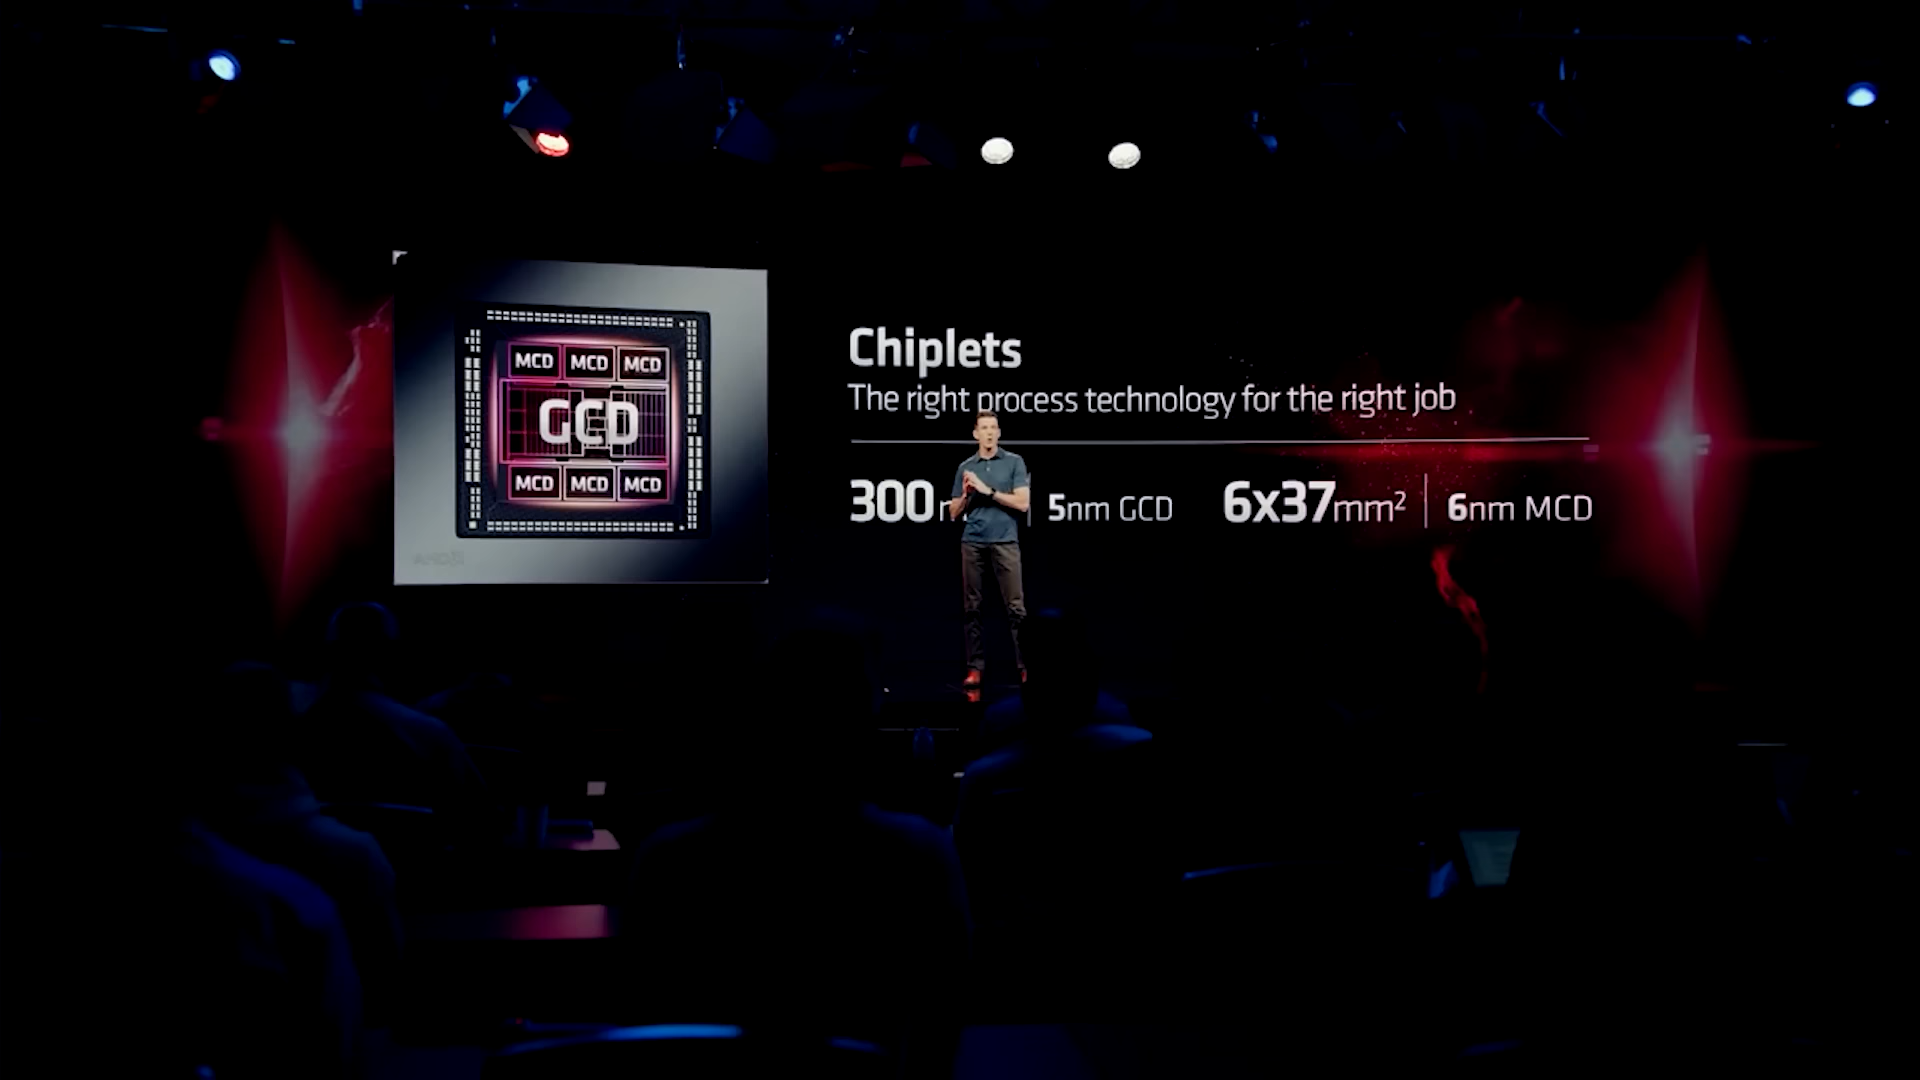 MCD MCD MCD
GCD
MCD MCD MCD
Chiplets
The right process technology for the right job
300 5nm GCD 6x37mm² 6nm MCD